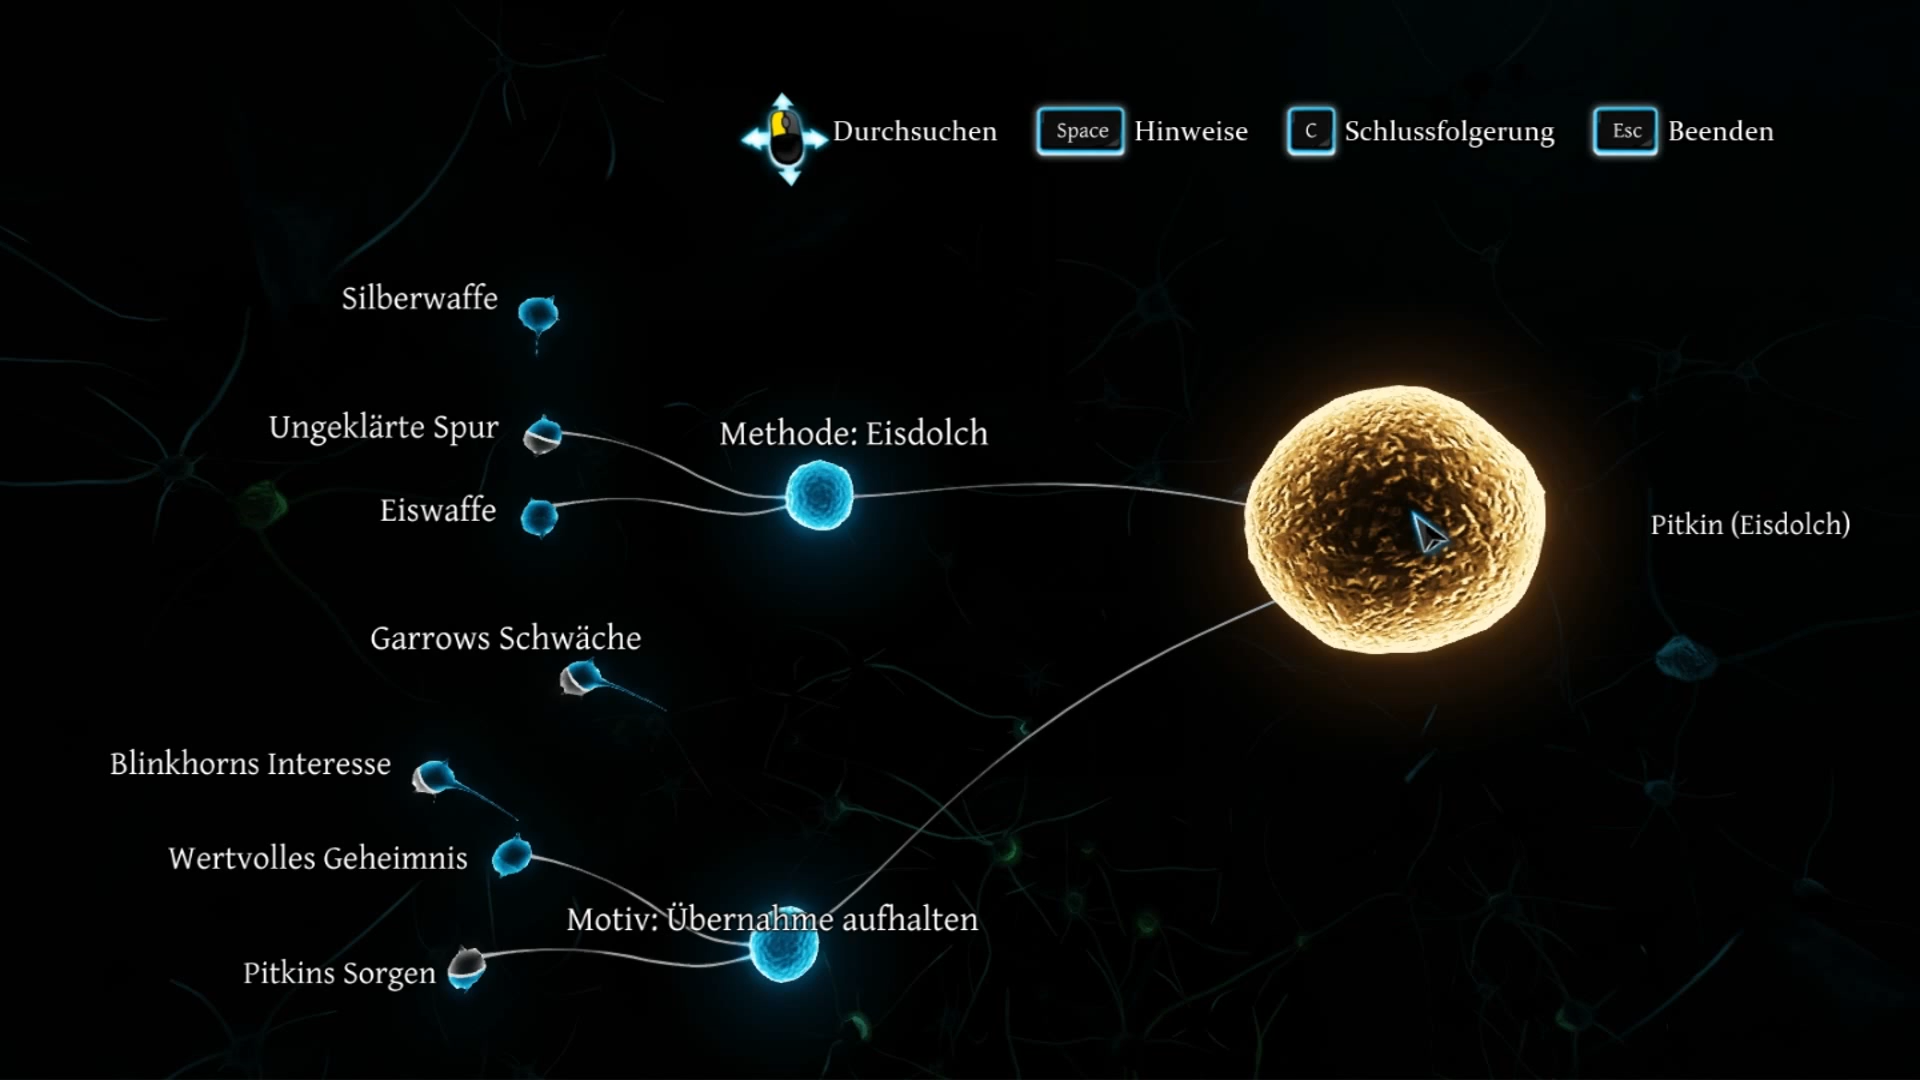 Durchsuchen
Space Hinweise
C Schlussfolgerung
Esc Beenden
Silberwaffe
Ungeklärte Spur
Methode: Eisdolch
Eiswaffe
Pitkin (Eisdolch)
Garrows Schwäche
Blinkhorns Interesse
Wertvolles Geheimnis
Motiv: Übernahme aufhalten
Pitkins Sorgen